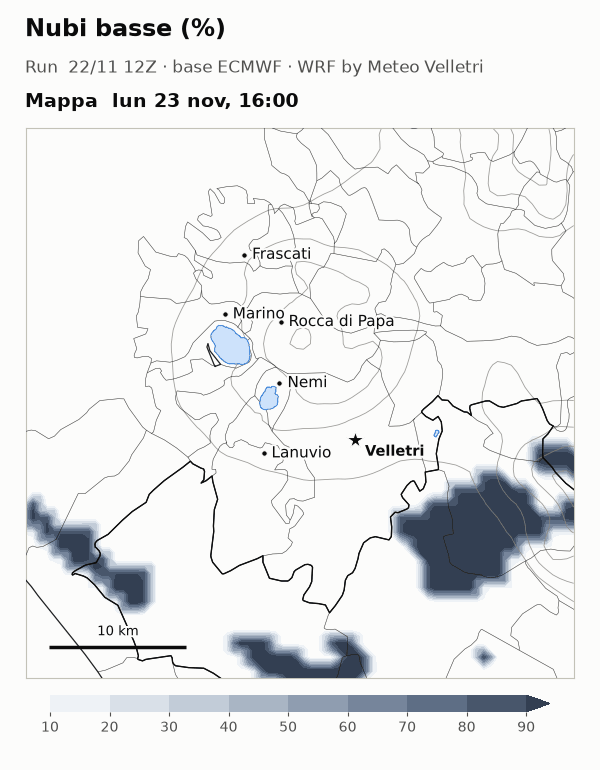 Nubi basse (%)
Run  22/11 12Z · base ECMWF · WRF by Meteo Velletri
Mappa  lun 23 nov, 16:00
Frascati
Marino
Rocca di Papa
Nemi
Velletri
Lanuvio
10 km
10 20 30 40 50 60 70 80 90